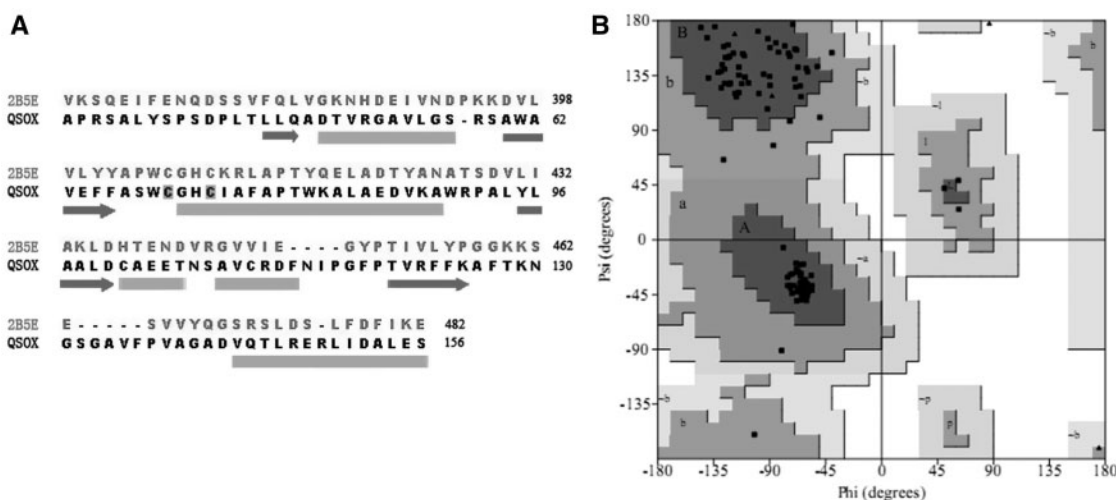 A
2B5E VKSQEIFENQDSSVFQLVGKNHDEIVNDPKKDVL 398
QSOX APRSALYSPSDPLTLLQADTVRGAVLGS-RSAWA 62
2B5E VLYYAPWCGHCKRLAPTYQELADTYANATSDVLI 432
QSOX VEFFASWCGHCIAFAPTWKALAEDVKAWRPALYL 96
2B5E AKLDHTENDVRGVVIE----GYPTIVLYPGGKKS 462
QSOX AALDCAEETNSAVCRDFNIPGFPTVRFFKAFTKN 130
2B5E E-----SVVYQGSRSLDS-LFDFIKE 482
QSOX GSGAVFPVAGADVQTLRERLIDALES 156
B
Psi (degrees)
180
135
90
45
0
-45
-90
-135
B
b
~b
~b
b
~l
l
a
A
~a
~b
b
~p
p
~b
-180 -135 -90 -45 0 45 90 135 180
Phi (degrees)